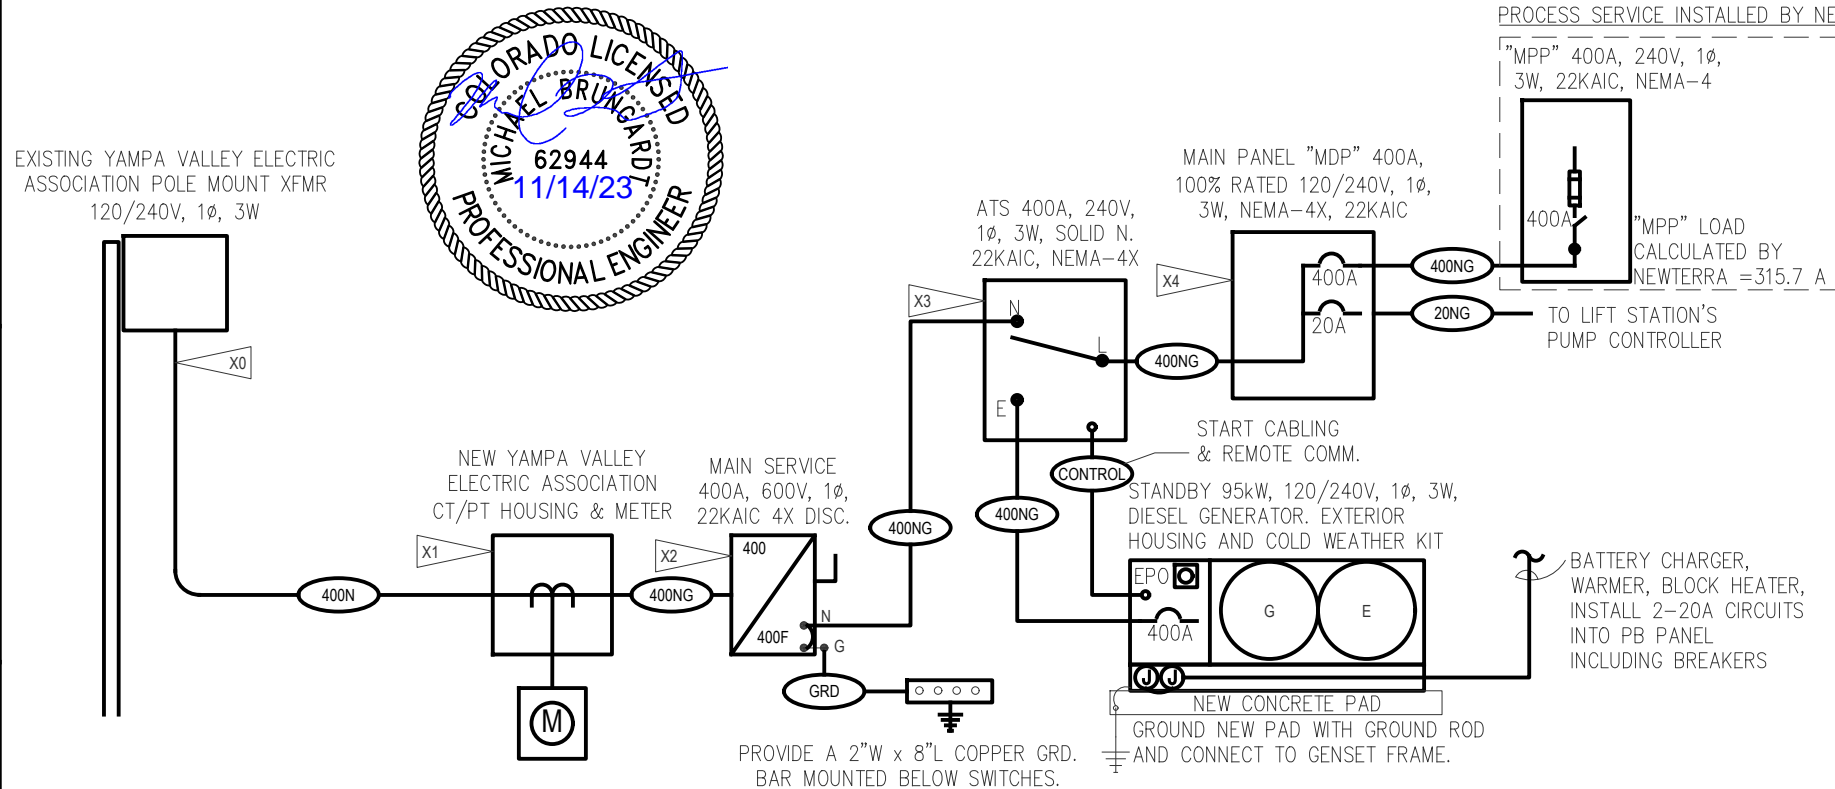 PROCESS SERVICE INSTALLED BY NE
"MPP" 400A, 240V, 1ø,
3W, 22KAIC, NEMA-4
400A
"MPP" LOAD
CALCULATED BY
NEWTERRA =315.7 A
COLORADO LICENSED
MICHAEL BRUNGARDT
62944
11/14/23
PROFESSIONAL ENGINEER
EXISTING YAMPA VALLEY ELECTRIC
ASSOCIATION POLE MOUNT XFMR
120/240V, 1ø, 3W
X0
MAIN PANEL "MDP" 400A,
100% RATED 120/240V, 1ø,
3W, NEMA-4X, 22KAIC
X4
400A
20A
400NG
20NG
TO LIFT STATION'S
PUMP CONTROLLER
ATS 400A, 240V,
1ø, 3W, SOLID N.
22KAIC, NEMA-4X
X3
N
L
E
400NG
START CABLING
& REMOTE COMM.
CONTROL
400NG
400NG
NEW YAMPA VALLEY
ELECTRIC ASSOCIATION
CT/PT HOUSING & METER
X1
400N
M
MAIN SERVICE
400A, 600V, 1ø,
22KAIC 4X DISC.
X2
400NG
400
400F
N
G
GRD
PROVIDE A 2"W x 8"L COPPER GRD.
BAR MOUNTED BELOW SWITCHES.
STANDBY 95kW, 120/240V, 1ø, 3W,
DIESEL GENERATOR. EXTERIOR
HOUSING AND COLD WEATHER KIT
EPO
400A
G
E
J J
NEW CONCRETE PAD
GROUND NEW PAD WITH GROUND ROD
AND CONNECT TO GENSET FRAME.
BATTERY CHARGER,
WARMER, BLOCK HEATER,
INSTALL 2-20A CIRCUITS
INTO PB PANEL
INCLUDING BREAKERS